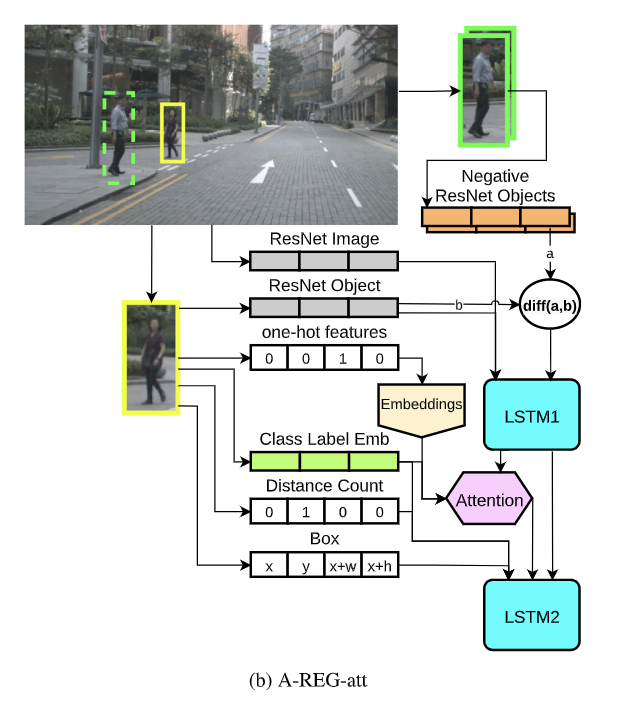 Negative
ResNet Objects
ResNet Image
a
ResNet Object
b
diff(a,b)
one-hot features
0 0 1 0
Embeddings
LSTM1
Class Label Emb
Attention
Distance Count
0 1 0 0
Box
x y x+w x+h
LSTM2
(b) A-REG-att